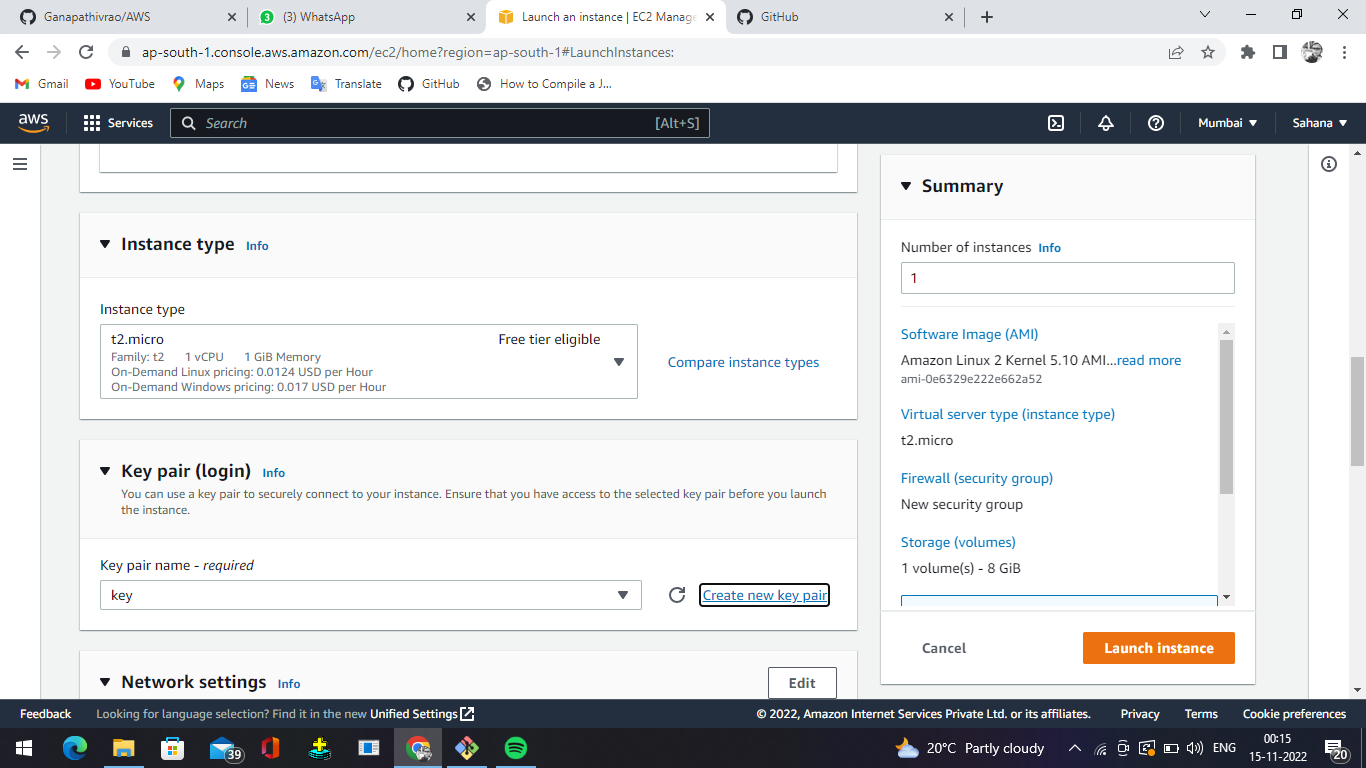 Ganapathivrao/AWS
(3) WhatsApp
Launch an instance | EC2 Manage
GitHub
ap-south-1.console.aws.amazon.com/ec2/home?region=ap-south-1#LaunchInstances:
Gmail YouTube Maps News Translate GitHub How to Compile a J...
aws Services Search [Alt+S] Mumbai Sahana
Instance type Info
Instance type
t2.micro Free tier eligible
Family: t2 1 vCPU 1 GiB Memory
On-Demand Linux pricing: 0.0124 USD per Hour
On-Demand Windows pricing: 0.017 USD per Hour
Compare instance types
Key pair (login) Info
You can use a key pair to securely connect to your instance. Ensure that you have access to the selected key pair before you launch
the instance.
Key pair name - required
key
Create new key pair
Network settings Info
Edit
Summary
Number of instances Info
1
Software Image (AMI)
Amazon Linux 2 Kernel 5.10 AMI...read more
ami-0e6329e222e662a52
Virtual server type (instance type)
t2.micro
Firewall (security group)
New security group
Storage (volumes)
1 volume(s) - 8 GiB
Cancel
Launch instance
Feedback Looking for language selection? Find it in the new Unified Settings © 2022, Amazon Internet Services Private Ltd. or its affiliates. Privacy Terms Cookie preferences
39
20°C Partly cloudy
ENG
00:15
15-11-2022
20